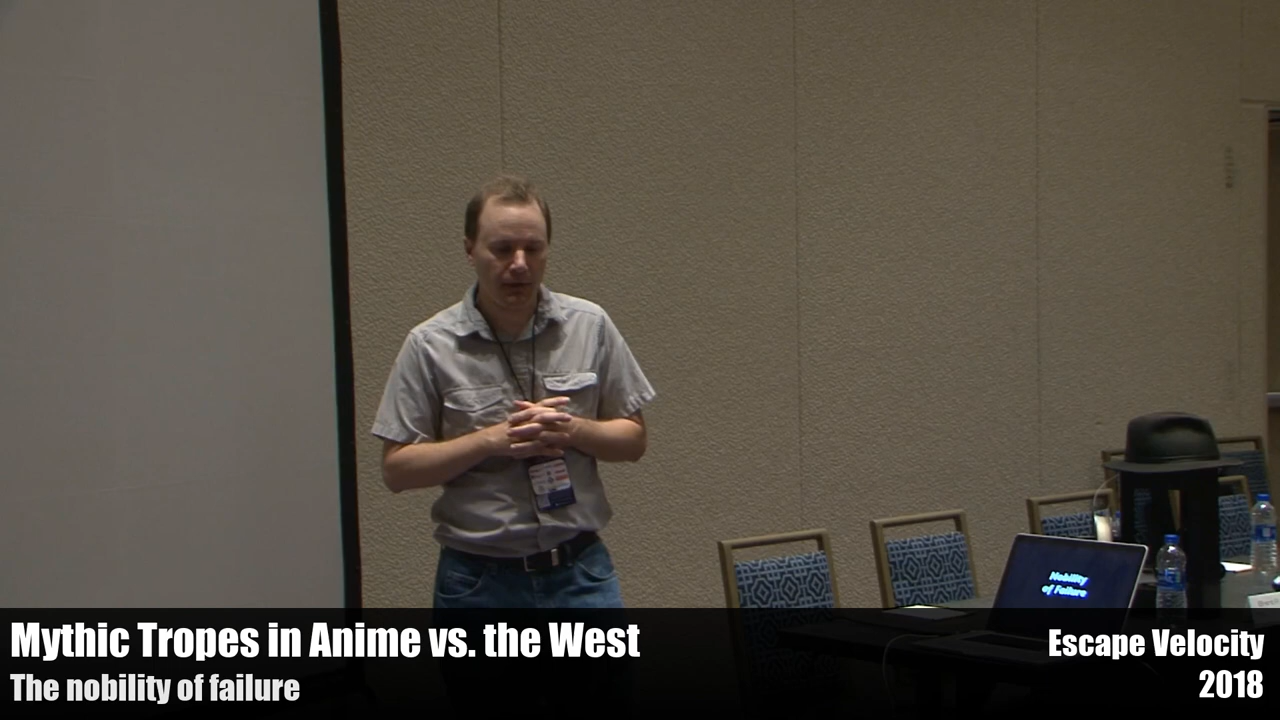 Nobility
of Failure
Mythic Tropes in Anime vs. the West
The nobility of failure
Escape Velocity
2018